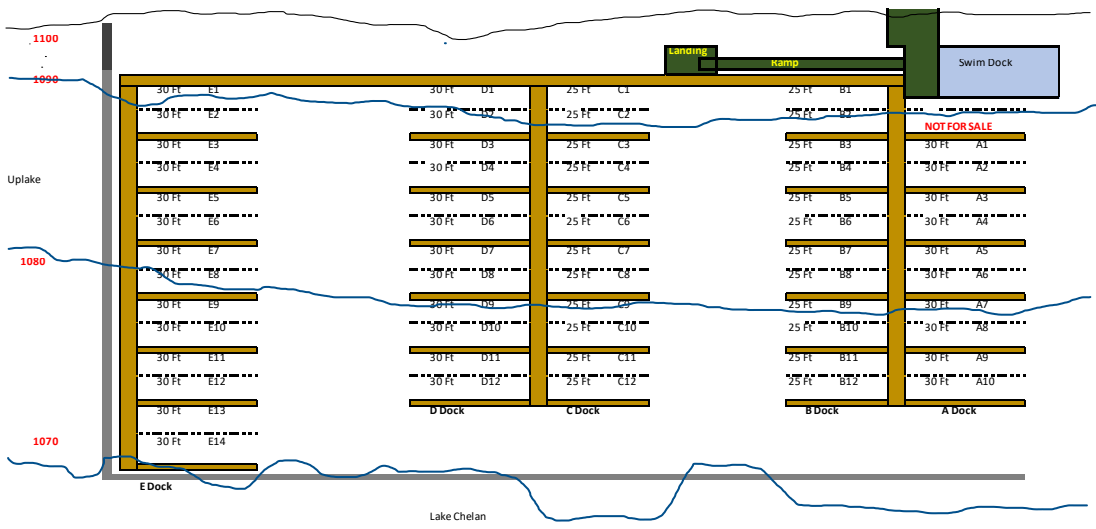 1100
Landing
Ramp
Swim Dock
1090
30 Ft E1 30 Ft D1 25 Ft C1 25 Ft B1
30 Ft E2 30 Ft D2 25 Ft C2 25 Ft B2
NOT FOR SALE
30 Ft E3 30 Ft D3 25 Ft C3 25 Ft B3 30 Ft A1
30 Ft E4 30 Ft D4 25 Ft C4 25 Ft B4 30 Ft A2
Uplake
30 Ft E5 30 Ft D5 25 Ft C5 25 Ft B5 30 Ft A3
30 Ft E6 30 Ft D6 25 Ft C6 25 Ft B6 30 Ft A4
30 Ft E7 30 Ft D7 25 Ft C7 25 Ft B7 30 Ft A5
1080
30 Ft E8 30 Ft D8 25 Ft C8 25 Ft B8 30 Ft A6
30 Ft E9 30 Ft D9 25 Ft C9 25 Ft B9 30 Ft A7
30 Ft E10 30 Ft D10 25 Ft C10 25 Ft B10 30 Ft A8
30 Ft E11 30 Ft D11 25 Ft C11 25 Ft B11 30 Ft A9
30 Ft E12 30 Ft D12 25 Ft C12 25 Ft B12 30 Ft A10
30 Ft E13 D Dock C Dock B Dock A Dock
1070
30 Ft E14
E Dock
Lake Chelan